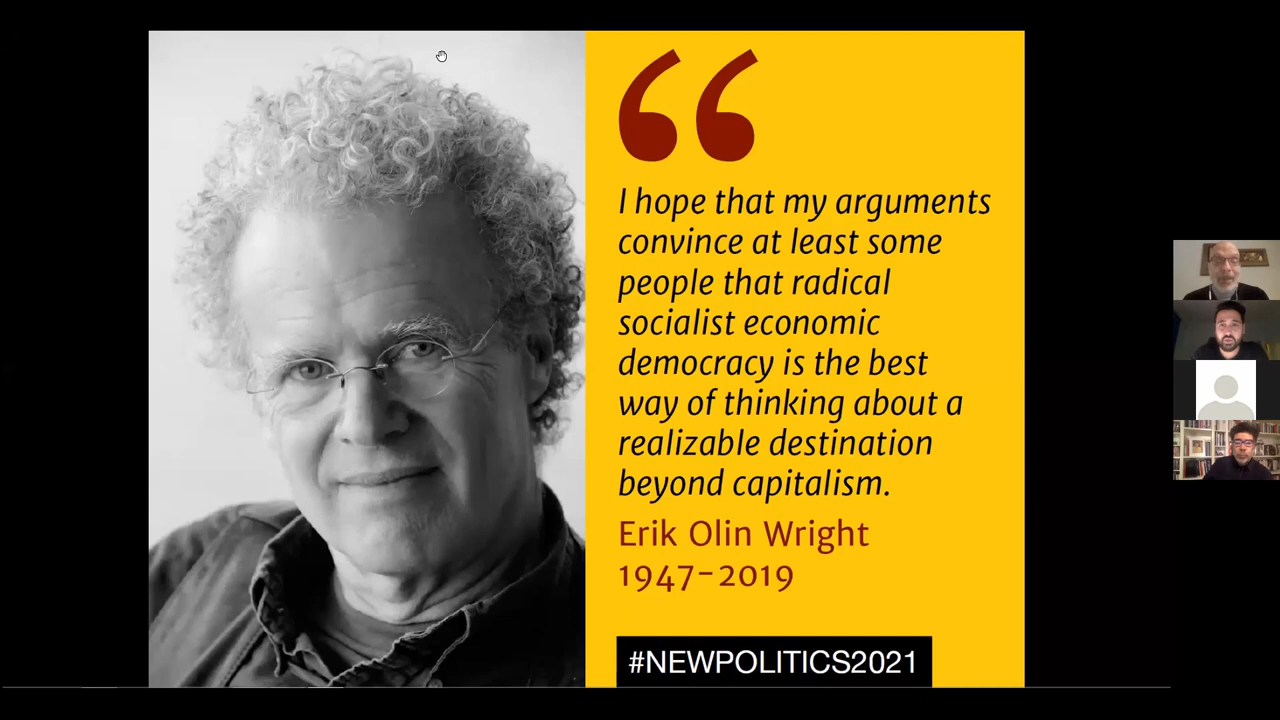 I hope that my arguments
convince at least some
people that radical
socialist economic
democracy is the best
way of thinking about a
realizable destination
beyond capitalism.
Erik Olin Wright
1947–2019
#NEWPOLITICS2021